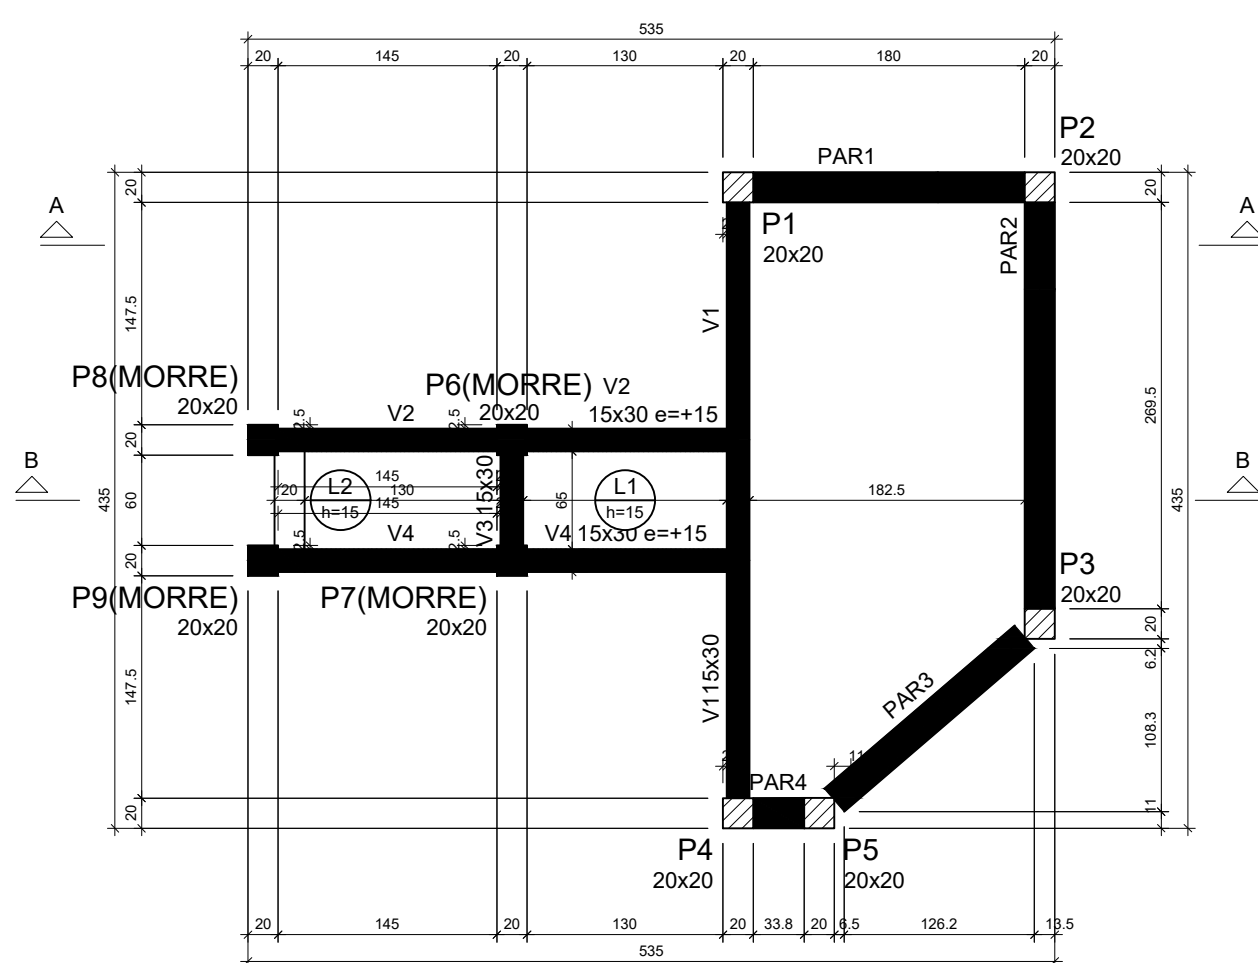 535
20 145 20 130 20 180 20
P2
20x20
PAR1
A
A
20
20
P1
20x20
PAR2
147.5
V1
269.5
P8(MORRE)
20x20
P6(MORRE)
20x20
V2
15x30 e=+15
V2
2.5
2.5
20
B
B
435
60
145
20
130
145
L2
h=15
V3 15x30
65
L1
h=15
182.5
435
V4
V4 15x30 e=+15
2.5
2.5
20
P9(MORRE)
20x20
P7(MORRE)
20x20
P3
20x20
20
6.2
147.5
V1 15x30
PAR3
108.3
11
PAR4
20
11
P4
20x20
P5
20x20
20 145 20 130 20 33.8 20 6.5 126.2 13.5
535